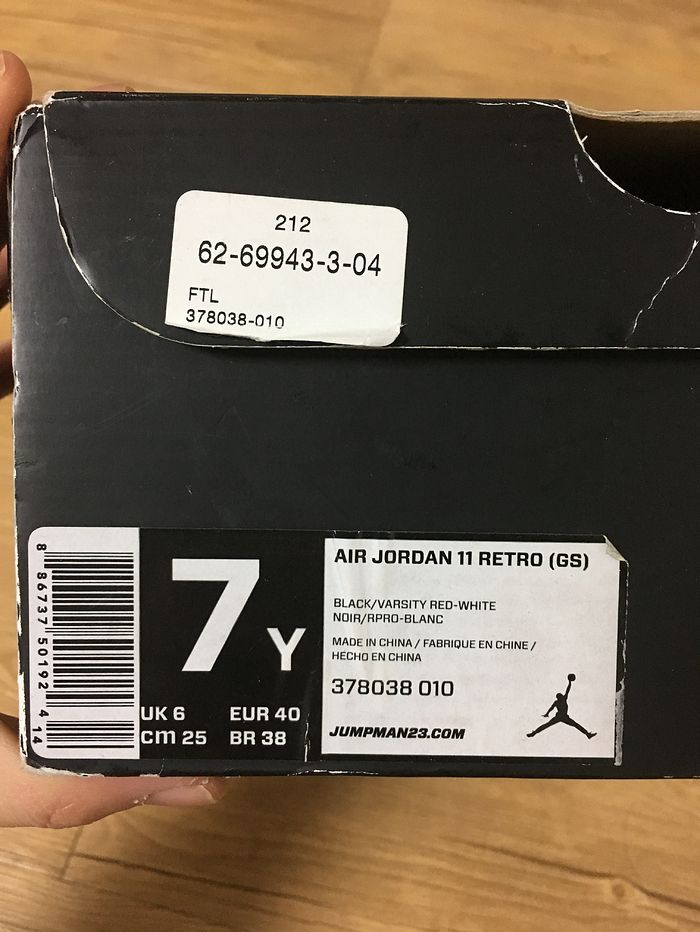 212
62-69943-3-04
FTL
378038-010
8 86737 50192 4 14
7 Y
UK 6 EUR 40
cm 25 BR 38
AIR JORDAN 11 RETRO (GS)
BLACK/VARSITY RED-WHITE
NOIR/RPRO-BLANC
MADE IN CHINA / FABRIQUE EN CHINE /
HECHO EN CHINA
378038 010
JUMPMAN23.COM